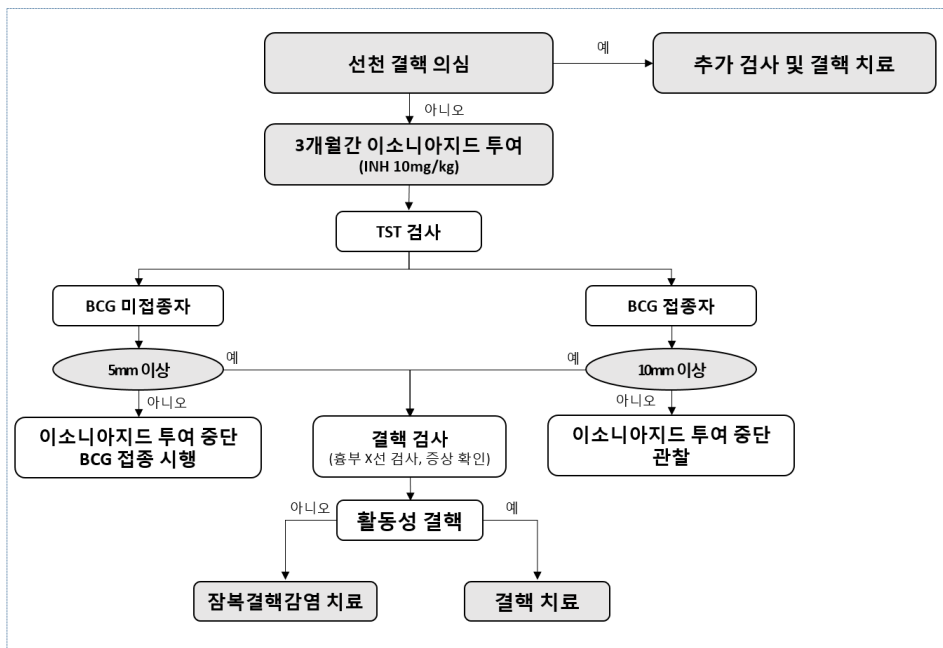 선천 결핵 의심
예
추가 검사 및 결핵 치료
아니오
3개월간 이소니아지드 투여
(INH 10mg/kg)
TST 검사
BCG 미접종자
BCG 접종자
5mm 이상
예
예
10mm 이상
아니오
아니오
이소니아지드 투여 중단
BCG 접종 시행
결핵 검사
(흉부 X선 검사, 증상 확인)
이소니아지드 투여 중단
관찰
아니오
활동성 결핵
예
잠복결핵감염 치료
결핵 치료